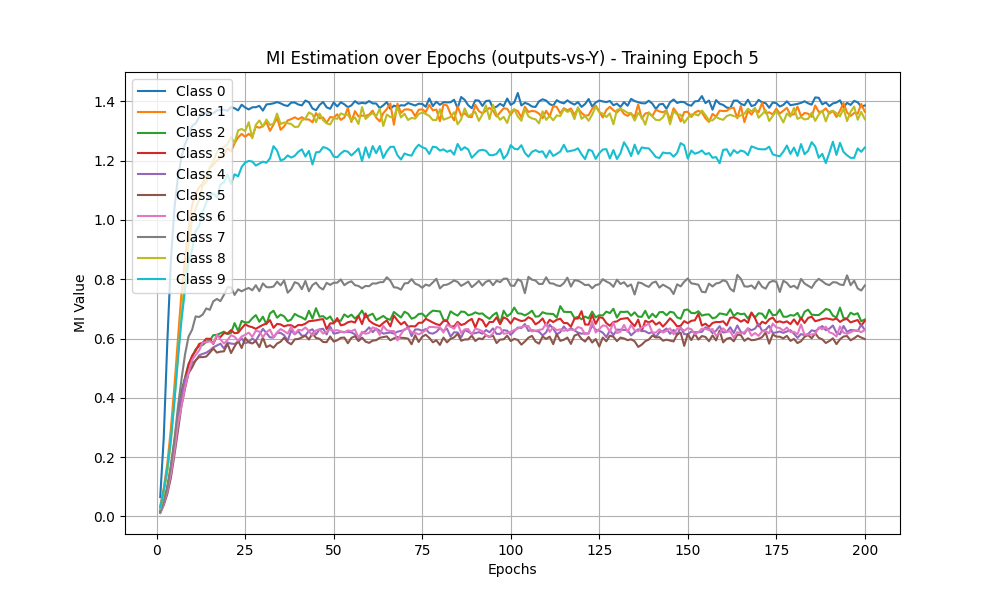 MI Estimation over Epochs (outputs-vs-Y) - Training Epoch 5
MI Value
1.4
1.2
1.0
0.8
0.6
0.4
0.2
0.0
Class 0
Class 1
Class 2
Class 3
Class 4
Class 5
Class 6
Class 7
Class 8
Class 9
0 25 50 75 100 125 150 175 200
Epochs